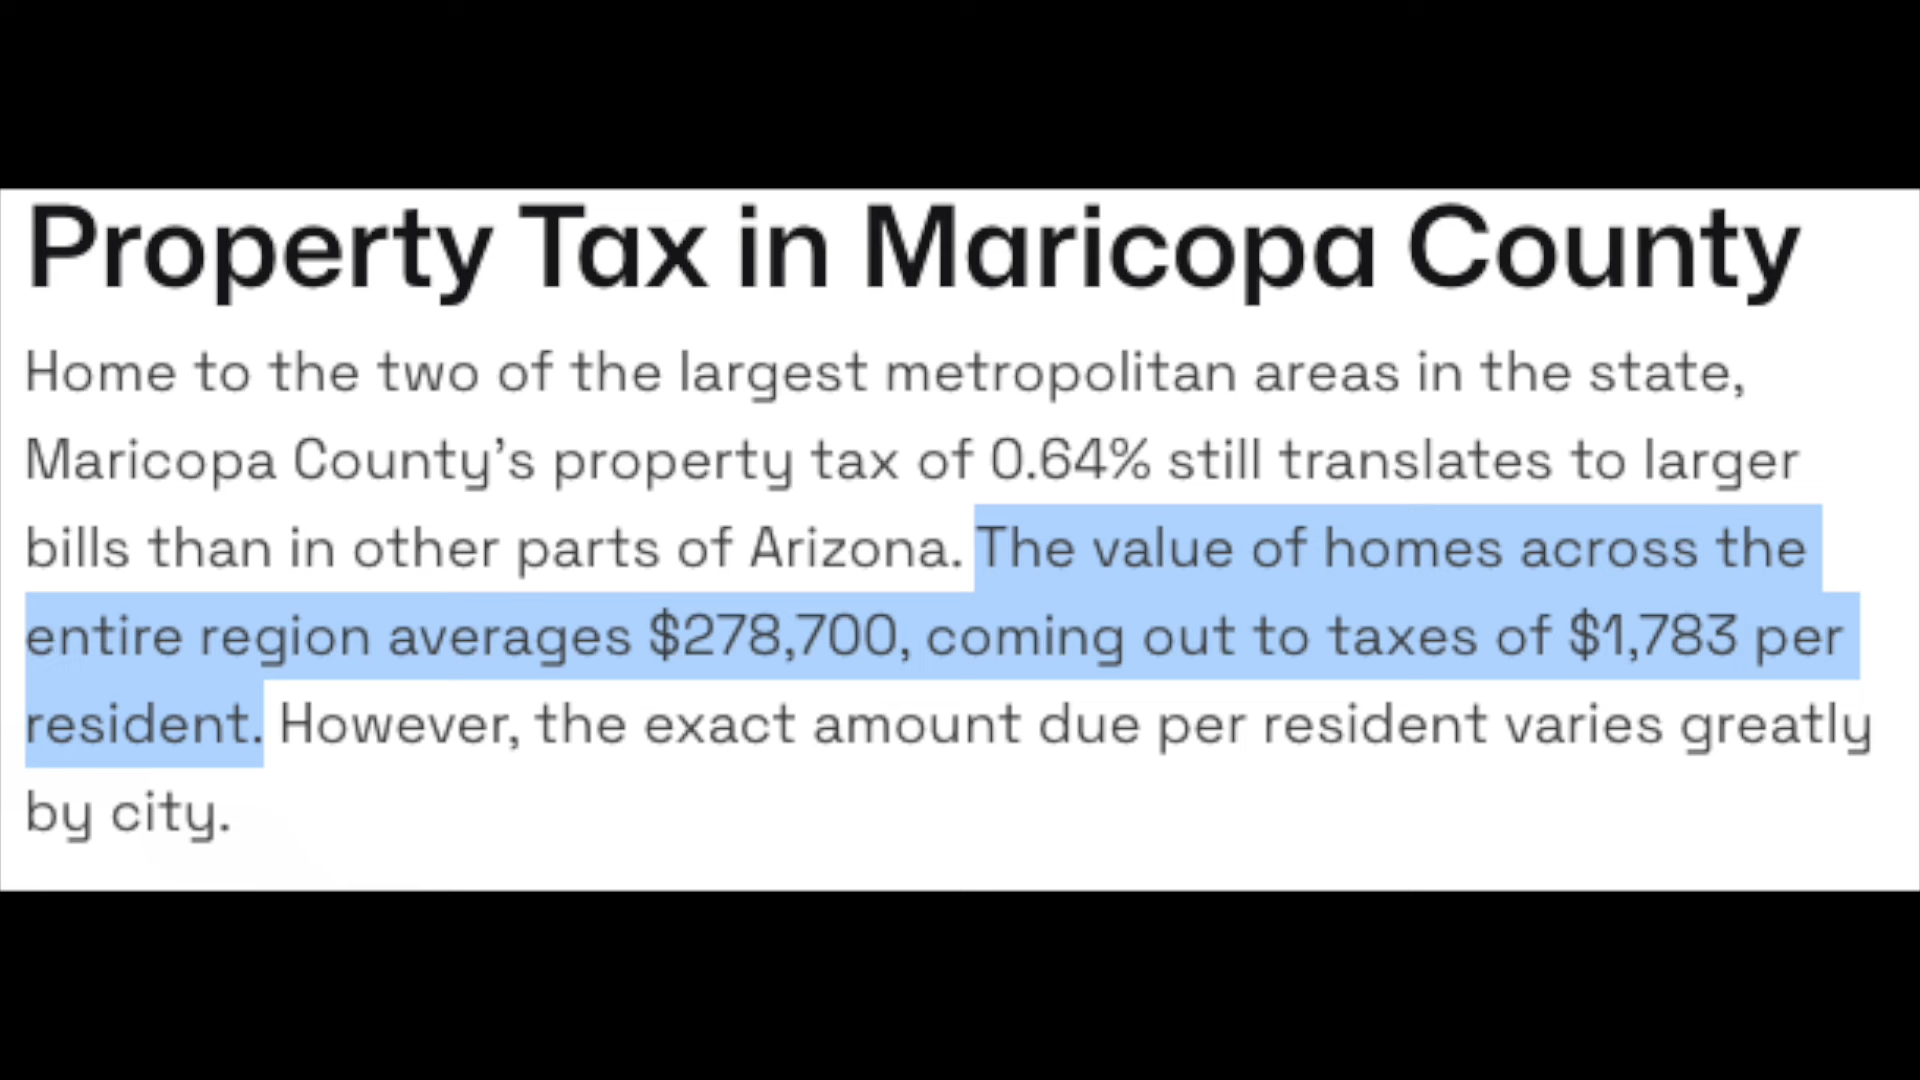 Property Tax in Maricopa County
Home to the two of the largest metropolitan areas in the state,
Maricopa County’s property tax of 0.64% still translates to larger
bills than in other parts of Arizona. The value of homes across the
entire region averages $278,700, coming out to taxes of $1,783 per
resident. However, the exact amount due per resident varies greatly
by city.